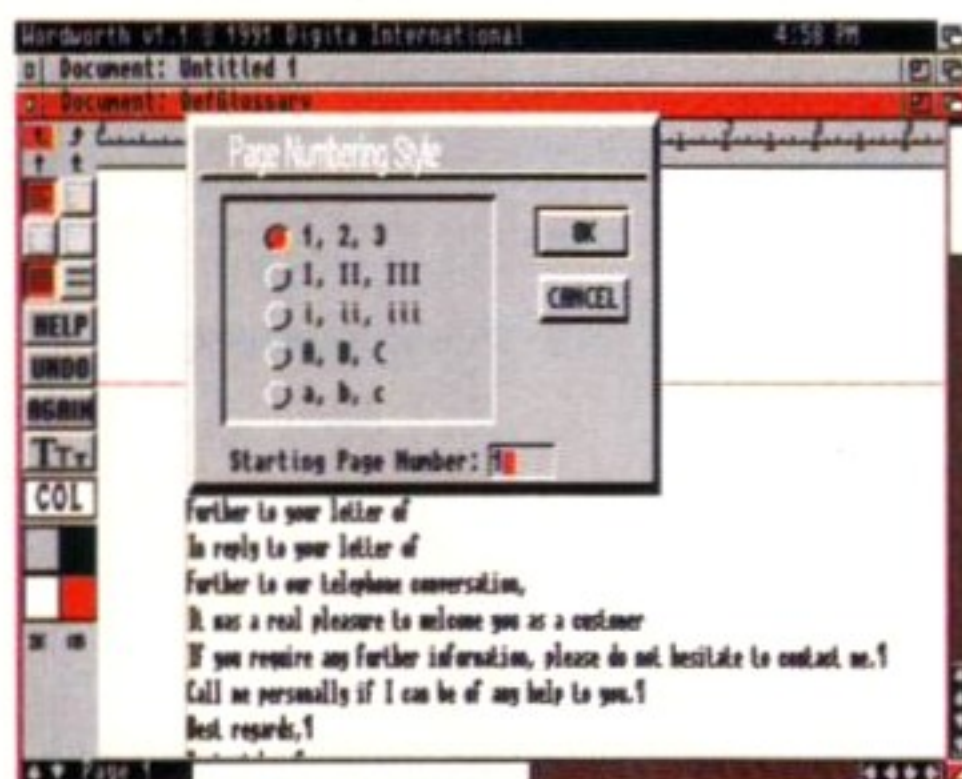 Wordworth v1.1 © 1991 Digita International 4:58 PM
Document: Untitled 1
Document: DefGlossary
Page Numbering Style
1, 2, 3
I, II, III
i, ii, iii
A, B, C
a, b, c
OK
CANCEL
Starting Page Number: 1
HELP
UNDO
AGAIN
TTT
COL
Further to your letter of
In reply to your letter of
Further to our telephone conversation,
It was a real pleasure to welcome you as a customer
If you require any further information, please do not hesitate to contact me.¶
Call me personally if I can be of any help to you.¶
Best regards,¶
Page 1